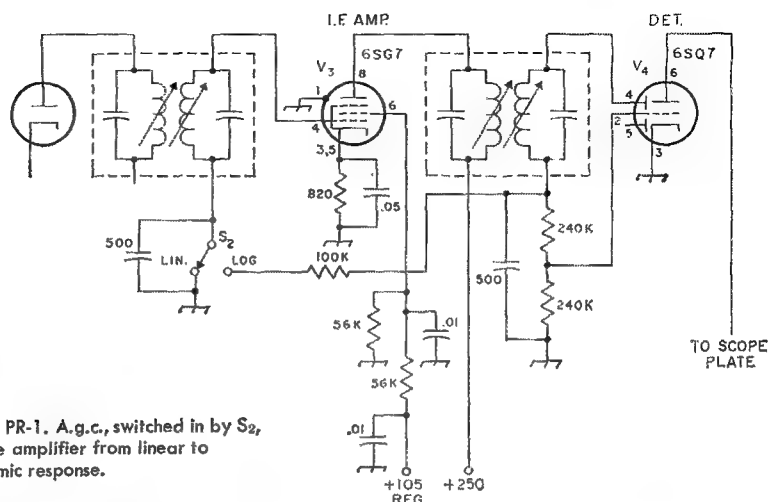 I.F. AMP.
DET.
6SG7
6SQ7
V3
V4
8
6
1
6
4
4
2
5
3,5
3
820
.05
500
S2
LIN.
LOG
100K
240K
500
240K
56K
.01
56K
.01
TO SCOPE
PLATE
+105
REG
+250
PR-1. A.g.c., switched in by S2,
e amplifier from linear to
mic response.